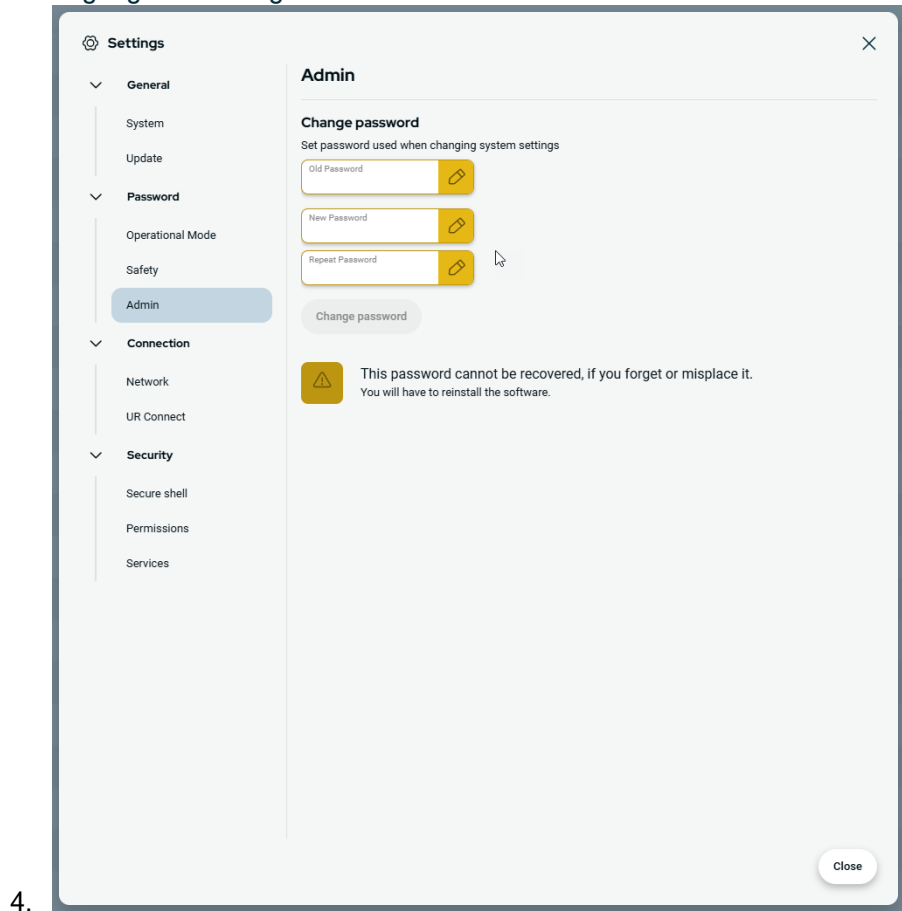 Settings
General
System
Update
Password
Operational Mode
Safety
Admin
Connection
Network
UR Connect
Security
Secure shell
Permissions
Services
Admin
Change password
Set password used when changing system settings
Old Password
New Password
Repeat Password
Change password
This password cannot be recovered, if you forget or misplace it.
You will have to reinstall the software.
Close
4.